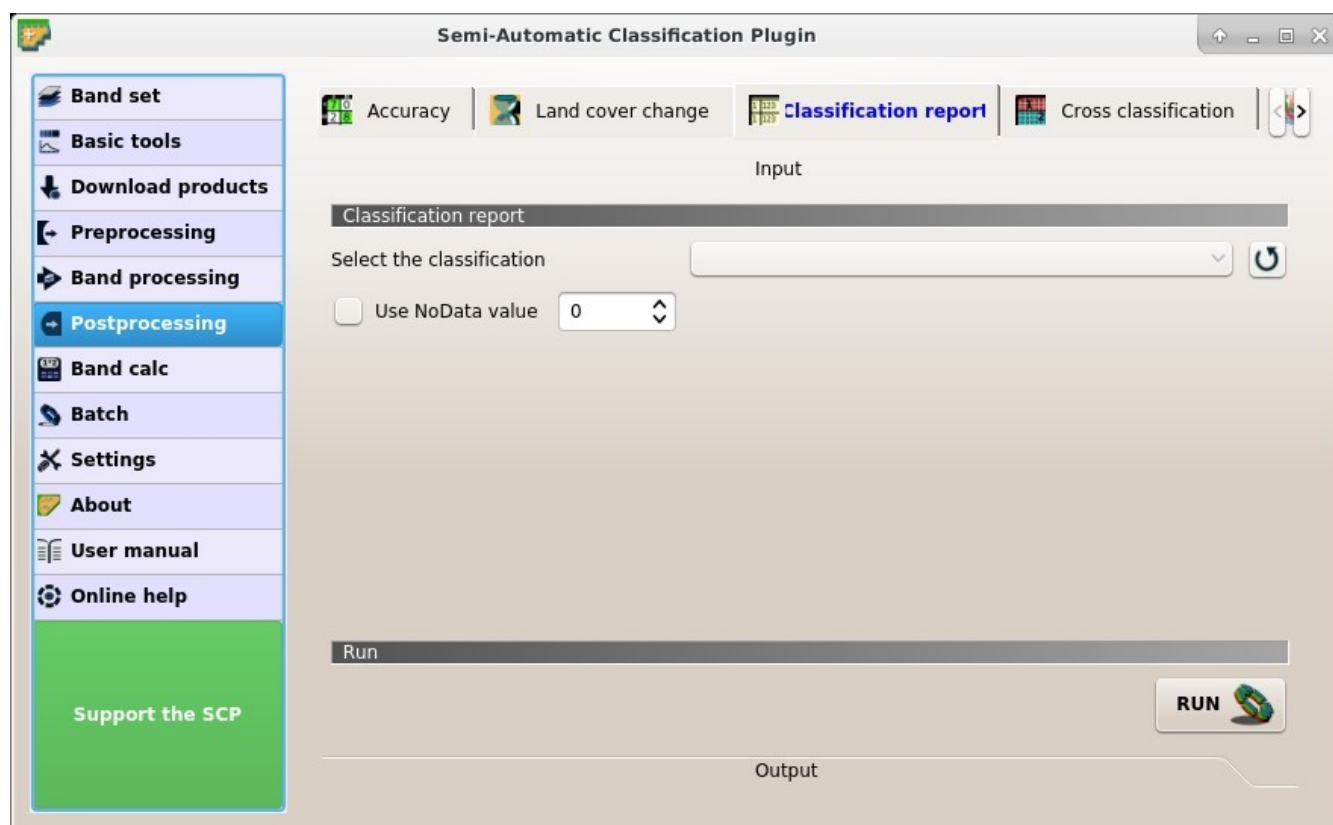 Semi-Automatic Classification Plugin
Band set
Basic tools
Download products
Preprocessing
Band processing
Postprocessing
Band calc
Batch
Settings
About
User manual
Online help
Support the SCP
Accuracy
Land cover change
Classification report
Cross classification
Input
Classification report
Select the classification
Use NoData value 0
Run
RUN
Output